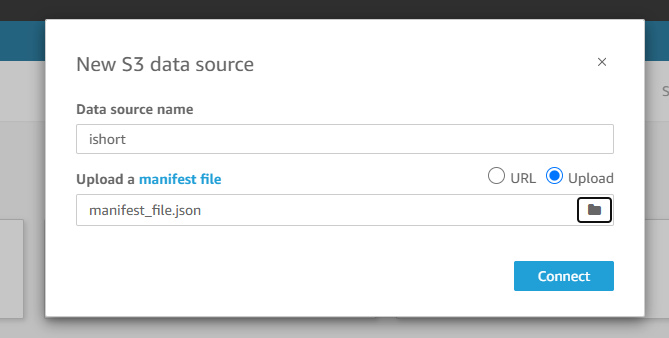 New S3 data source
Data source name
ishort
Upload a manifest file URL Upload
manifest_file.json
Connect
S